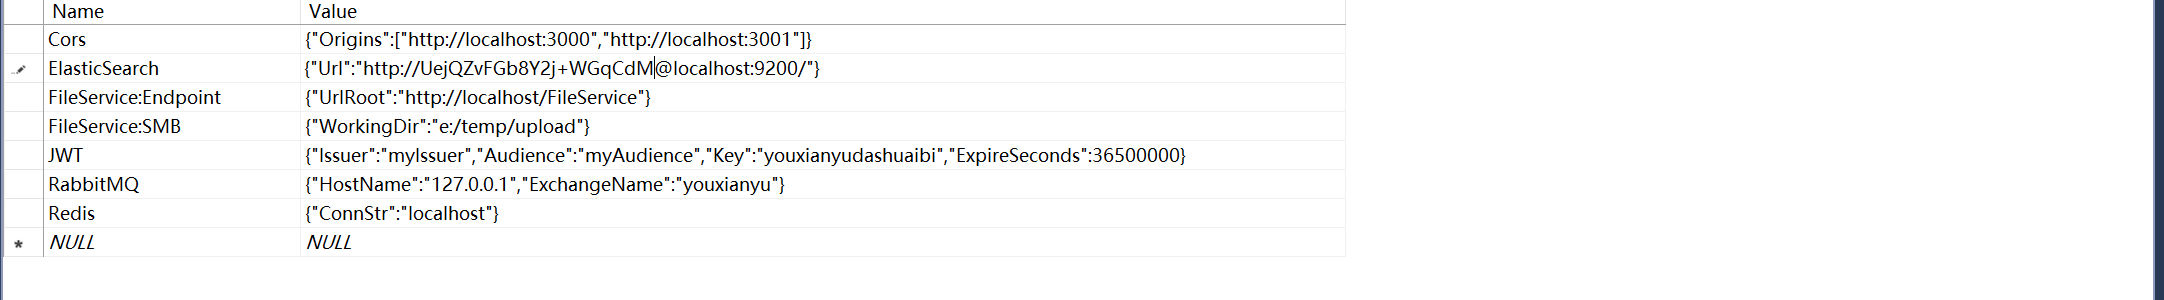 Name Value
Cors {"Origins":["http://localhost:3000","http://localhost:3001"]}
ElasticSearch {"Url":"http://UejQZvFGb8Y2j+WGqCdM@localhost:9200/"}
FileService:Endpoint {"UrlRoot":"http://localhost/FileService"}
FileService:SMB {"WorkingDir":"e:/temp/upload"}
JWT {"Issuer":"myIssuer","Audience":"myAudience","Key":"youxianyudashuaibi","ExpireSeconds":36500000}
RabbitMQ {"HostName":"127.0.0.1","ExchangeName":"youxianyu"}
Redis {"ConnStr":"localhost"}
* NULL NULL